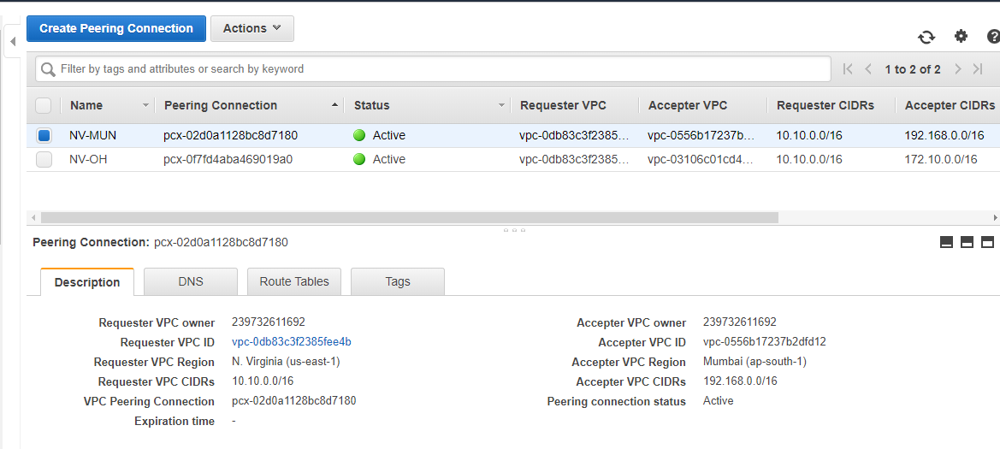 Create Peering Connection Actions
Filter by tags and attributes or search by keyword 1 to 2 of 2
Name Peering Connection Status Requester VPC Accepter VPC Requester CIDRs Accepter CIDRs
NV-MUN pcx-02d0a1128bc8d7180 Active vpc-0db83c3f2385... vpc-0556b17237b... 10.10.0.0/16 192.168.0.0/16
NV-OH pcx-0f7fd4aba469019a0 Active vpc-0db83c3f2385... vpc-03106c01cd4... 10.10.0.0/16 172.10.0.0/16
Peering Connection: pcx-02d0a1128bc8d7180
Description DNS Route Tables Tags
Requester VPC owner 239732611692 Accepter VPC owner 239732611692
Requester VPC ID vpc-0db83c3f2385fee4b Accepter VPC ID vpc-0556b17237b2dfd12
Requester VPC Region N. Virginia (us-east-1) Accepter VPC Region Mumbai (ap-south-1)
Requester VPC CIDRs 10.10.0.0/16 Accepter VPC CIDRs 192.168.0.0/16
VPC Peering Connection pcx-02d0a1128bc8d7180 Peering connection status Active
Expiration time -